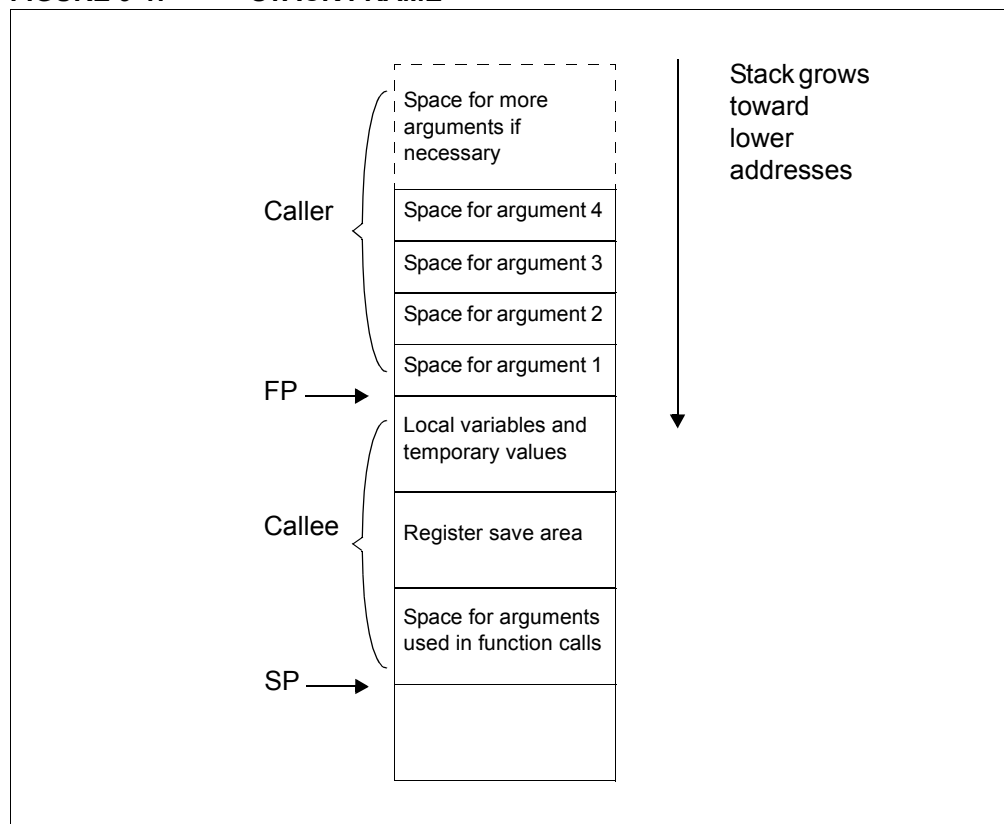 Space for more
arguments if
necessary
Stack grows
toward
lower
addresses
Caller
Space for argument 4
Space for argument 3
Space for argument 2
Space for argument 1
FP
Local variables and
temporary values
Callee
Register save area
Space for arguments
used in function calls
SP